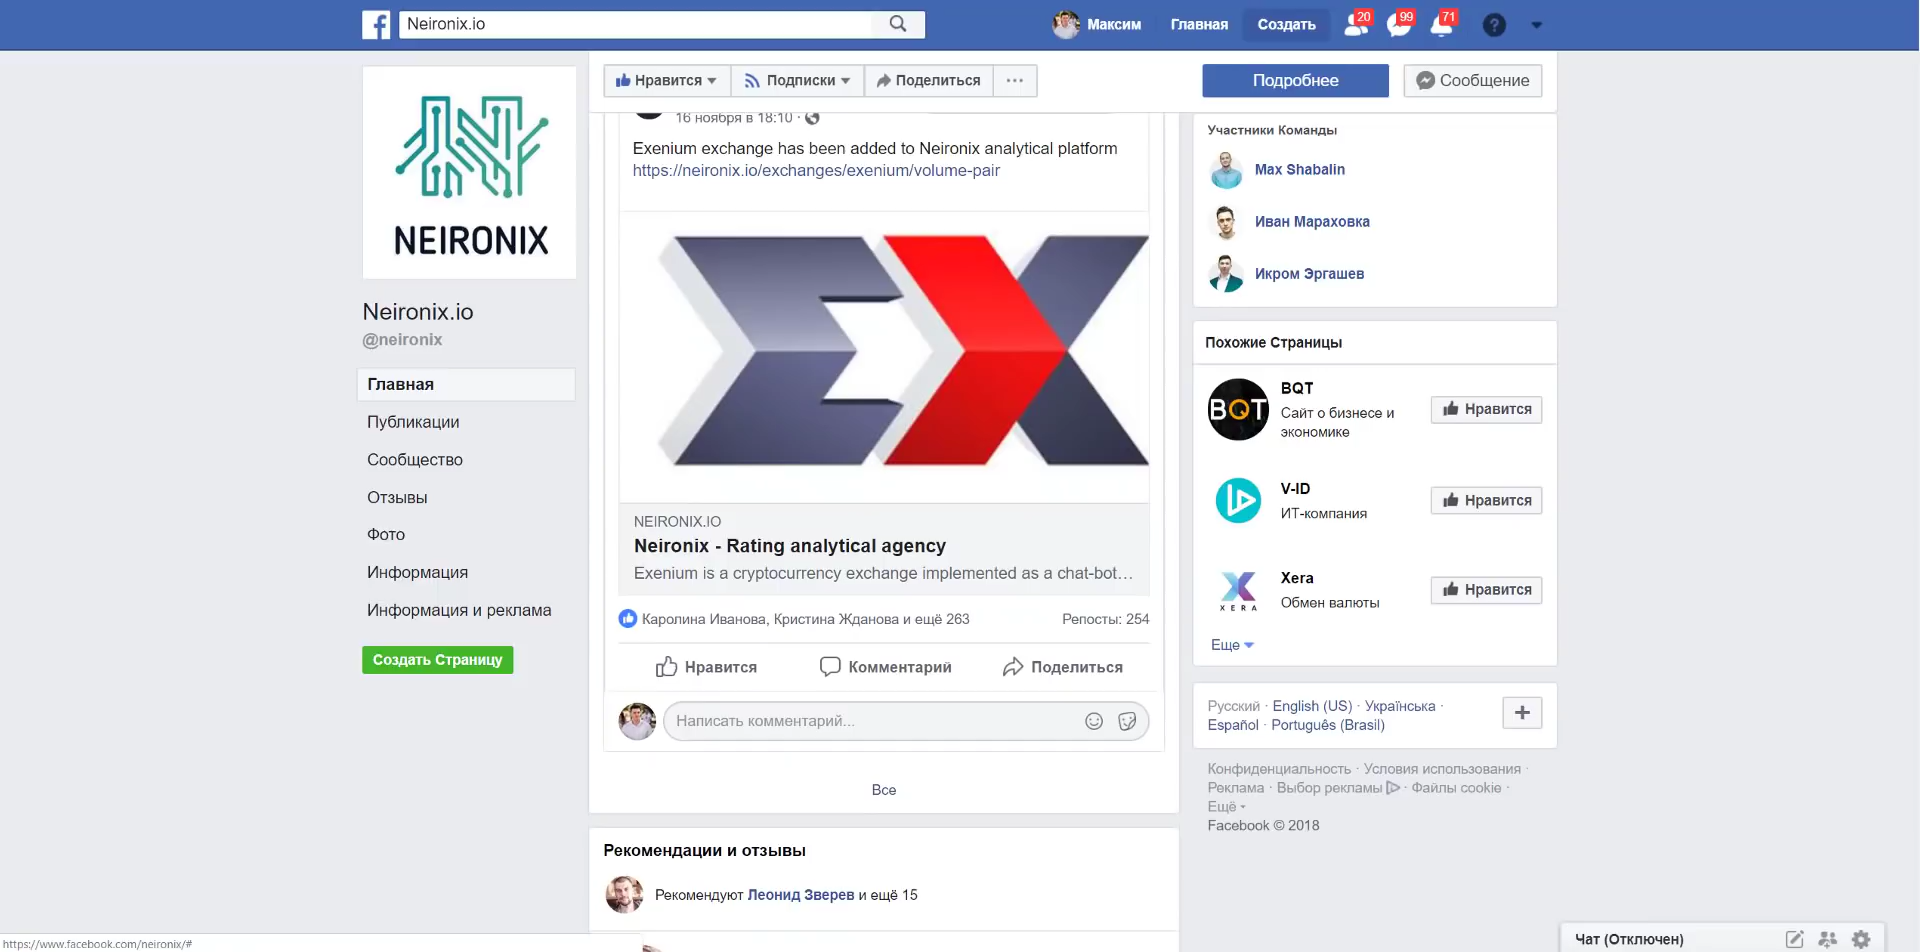 Neironix.io
Максим
Главная
Создать
20
99
71
NEIRONIX
Neironix.io
@neironix
Главная
Публикации
Сообщество
Отзывы
Фото
Информация
Информация и реклама
Создать Страницу
Нравится
Подписки
Поделиться
Подробнее
Сообщение
16 ноября в 18:10 ·
Exenium exchange has been added to Neironix analytical platform
https://neironix.io/exchanges/exenium/volume-pair
NEIRONIX.IO
Neironix - Rating analytical agency
Exenium is a cryptocurrency exchange implemented as a chat-bot…
Каролина Иванова, Кристина Жданова и ещё 263
Репосты: 254
Нравится
Комментарий
Поделиться
Написать комментарий...
Все
Рекомендации и отзывы
Рекомендуют Леонид Зверев и ещё 15
Участники Команды
Max Shabalin
Иван Мараховка
Икром Эргашев
Похожие Страницы
BQT
BQT
Сайт о бизнесе и
экономике
Нравится
V-ID
ИТ-компания
Нравится
XERA
Xera
Обмен валюты
Нравится
Еще
Русский · English (US) · Українська ·
Español · Português (Brasil)
Конфиденциальность · Условия использования ·
Реклама · Выбор рекламы · Файлы cookie ·
Ещё
Facebook © 2018
Чат (Отключен)
https://www.facebook.com/neironix/#